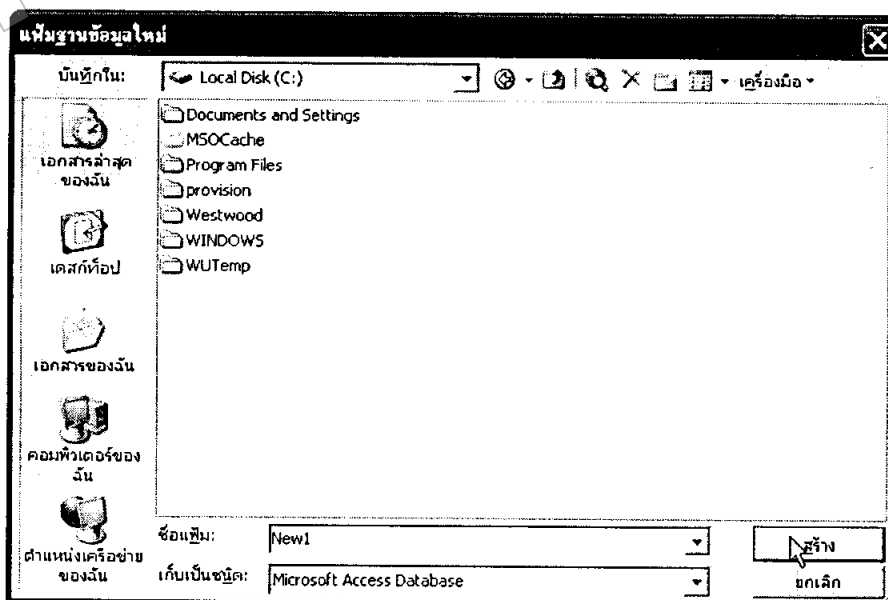 แฟ้มฐานข้อมูลใหม่
บันทึกใน:
Local Disk (C:)
เครื่องมือ
เอกสารล่าสุด
ของฉัน
เดสก์ท็อป
เอกสารของฉัน
คอมพิวเตอร์ของ
ฉัน
ตำแหน่งเครือข่าย
ของฉัน
Documents and Settings
MSOCache
Program Files
provision
Westwood
WINDOWS
WUTemp
ชื่อแฟ้ม:
New1
สร้าง
เก็บเป็นชนิด:
Microsoft Access Database
ยกเลิก